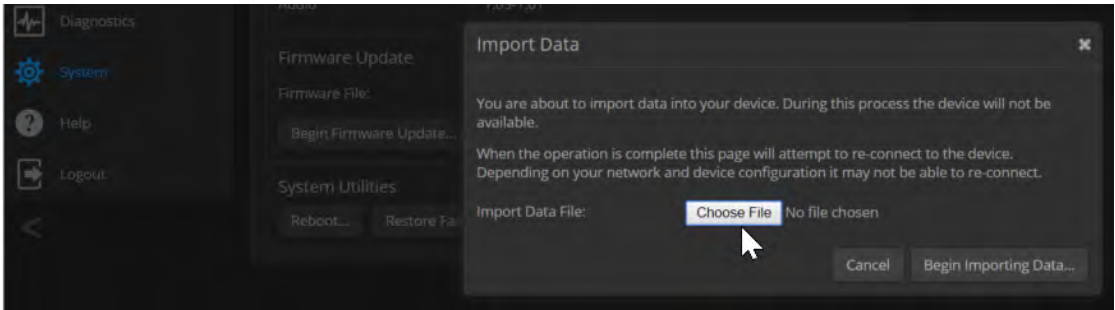 Diagnostics
System
Help
Logout
Audio
Firmware Update
Firmware File:
Begin Firmware Update...
System Utilities
Reboot...
Restore Fa
Import Data
You are about to import data into your device. During this process the device will not be
available.
When the operation is complete this page will attempt to re-connect to the device.
Depending on your network and device configuration it may not be able to re-connect.
Import Data File:
Choose File
No file chosen
Cancel
Begin Importing Data...